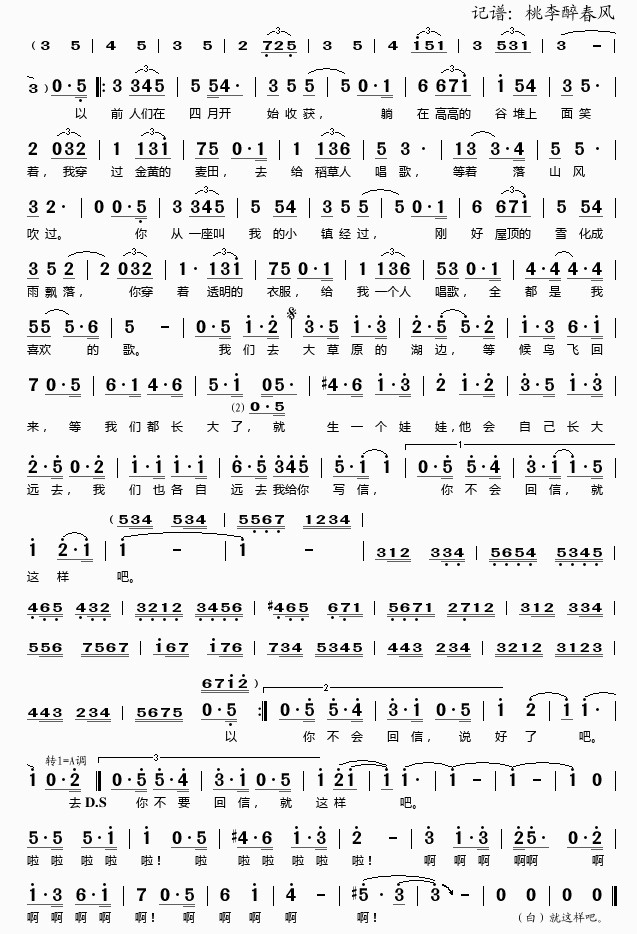 记谱：桃李醉春风
（3 5 | 4 5 | 3 5 | 2 725 | 3 5 | 4 i51 | 3 531 | 3 －
3）0·5 ‖: 3 345 | 5 54· | 3 5 5 | 5 0·1 | 6 671 | i 54 | 3 5·
以 前 人们在 四 月开 始 收 获， 躺 在 高高的 谷 堆上 面 笑
2 032 | 1 131 | 75 0·1 | 1 136 | 5 3· | 13 3·4 | 5 5·
着，我穿 过 金黄的 麦田， 去 给 稻草人 唱 歌， 等着 落 山 风
3 2· | 0 0·5 | 3 345 | 5 54 | 3 5 5 | 5 0·1 | 6 671 | 5 54
吹 过。 你 从 一座叫 我 的小 镇 经 过， 刚 好 屋顶的 雪 化成
3 5 2 | 2 032 | 1· 131 | 75 0·1 | 1 136 | 53 0·1 | 4·4 4·4
雨 飘 落， 你穿 着 透明的 衣服，给 我 一个人 唱歌，全 都 是 我
55 5·6 | 5 － | 0·5 1·2 | 3·5 1·3 | 2·5 5·2 | 1·3 6·1
喜欢 的 歌。 我 们 去 大 草 原 的 湖 边，等 候 鸟 飞 回
7 0·5 | 6·1 4·6 | 5·1 05· | #4·6 1·3 | 2 1·2 | 3·5 1·3
(2) 0·5
来，等 我 们 都 长 大 了，就 生 一 个 娃 娃,他 会 自 己 长 大
2·5 0·2 | 1·1 1·1 | 6·5 345 | 5·1 1 | 1 0·5 5·4 | 3·1 1·5
远 去，我 们 也 各 自 远 去 我给你 写 信， 你 不 会 回 信，就
（534 534 | 5567 1234 |
1 2·1 | 1 － | 1 － | 312 334 | 5654 5345
这 样 吧。
465 432 | 3212 3456 | #465 671 | 5671 2712 | 312 334
556 7567 | i67 i76 | 734 5345 | 443 234 | 3212 3123
6712）
443 234 | 5675 0·5 :‖ 2 0·5 5·4 | 3·1 0·5 | 1 2 | 1 1·
以 你 不 会 回 信， 说 好 了 吧。
转1=A调
1 0·2 ‖ 3 0·5 5·4 | 3·1 0·5 | 1 21 | 1 1· | 1 － | 1 － | 1 0
去 D.S 你 不 要 回 信，就 这 样 吧。
5·5 5·1 | 1 0·5 | #4·6 1·3 | 2 － | 3 1·3 | 25· 0·2
啦 啦 啦 啦 啦！ 啦 啦 啦 啦 啦 啦！ 啊 啊 啊 啊啊 啊
1·3 6·1 | 7 0·5 | 6 1 | 4 － | #5·3 | 3 － | 0 0 | 0 0 ‖
啊 啊 啊 啊 啊！ 啊 啊 啊 啊 啊！ （白）就这样吧。